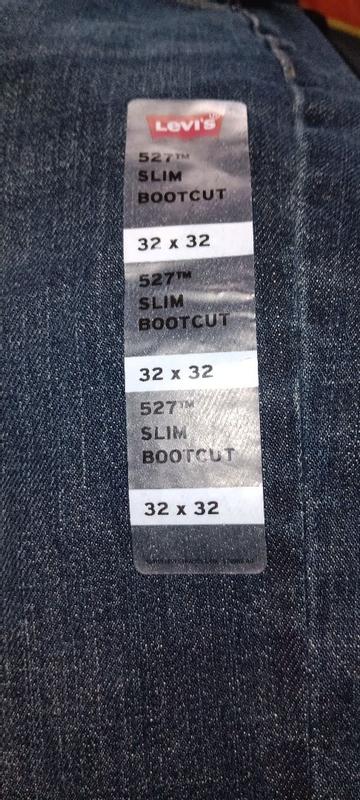 Levi's
527™
SLIM
BOOTCUT
32 x 32
527™
SLIM
BOOTCUT
32 x 32
527™
SLIM
BOOTCUT
32 x 32